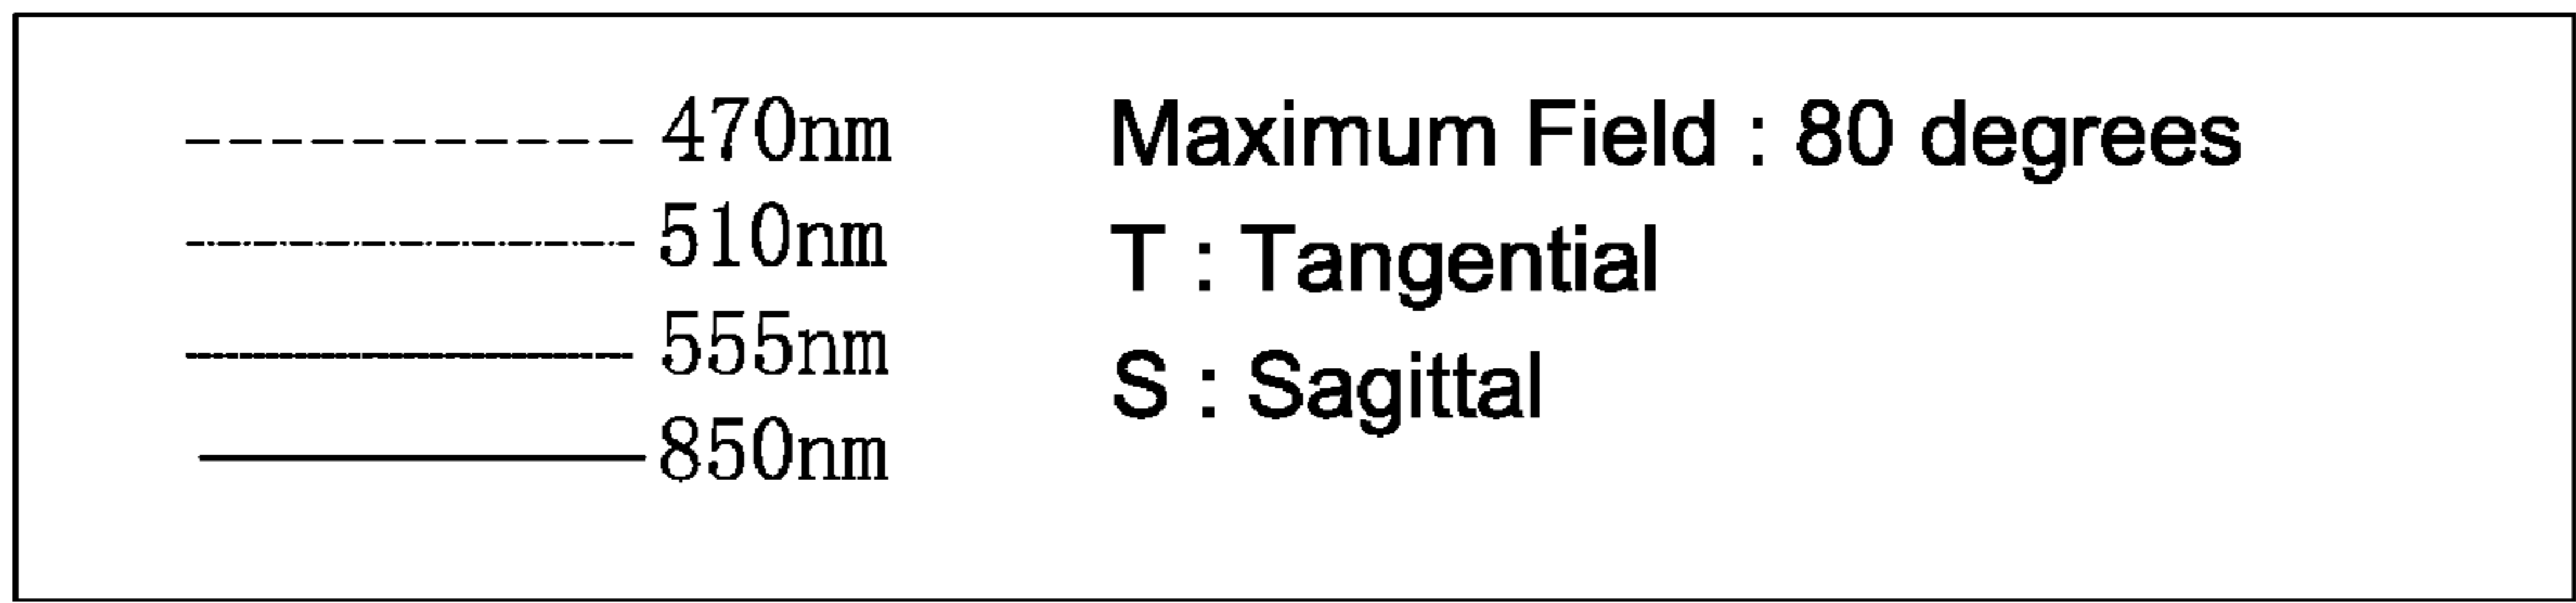 470nm
510nm
555nm
850nm
Maximum Field : 80 degrees
T : Tangential
S : Sagittal